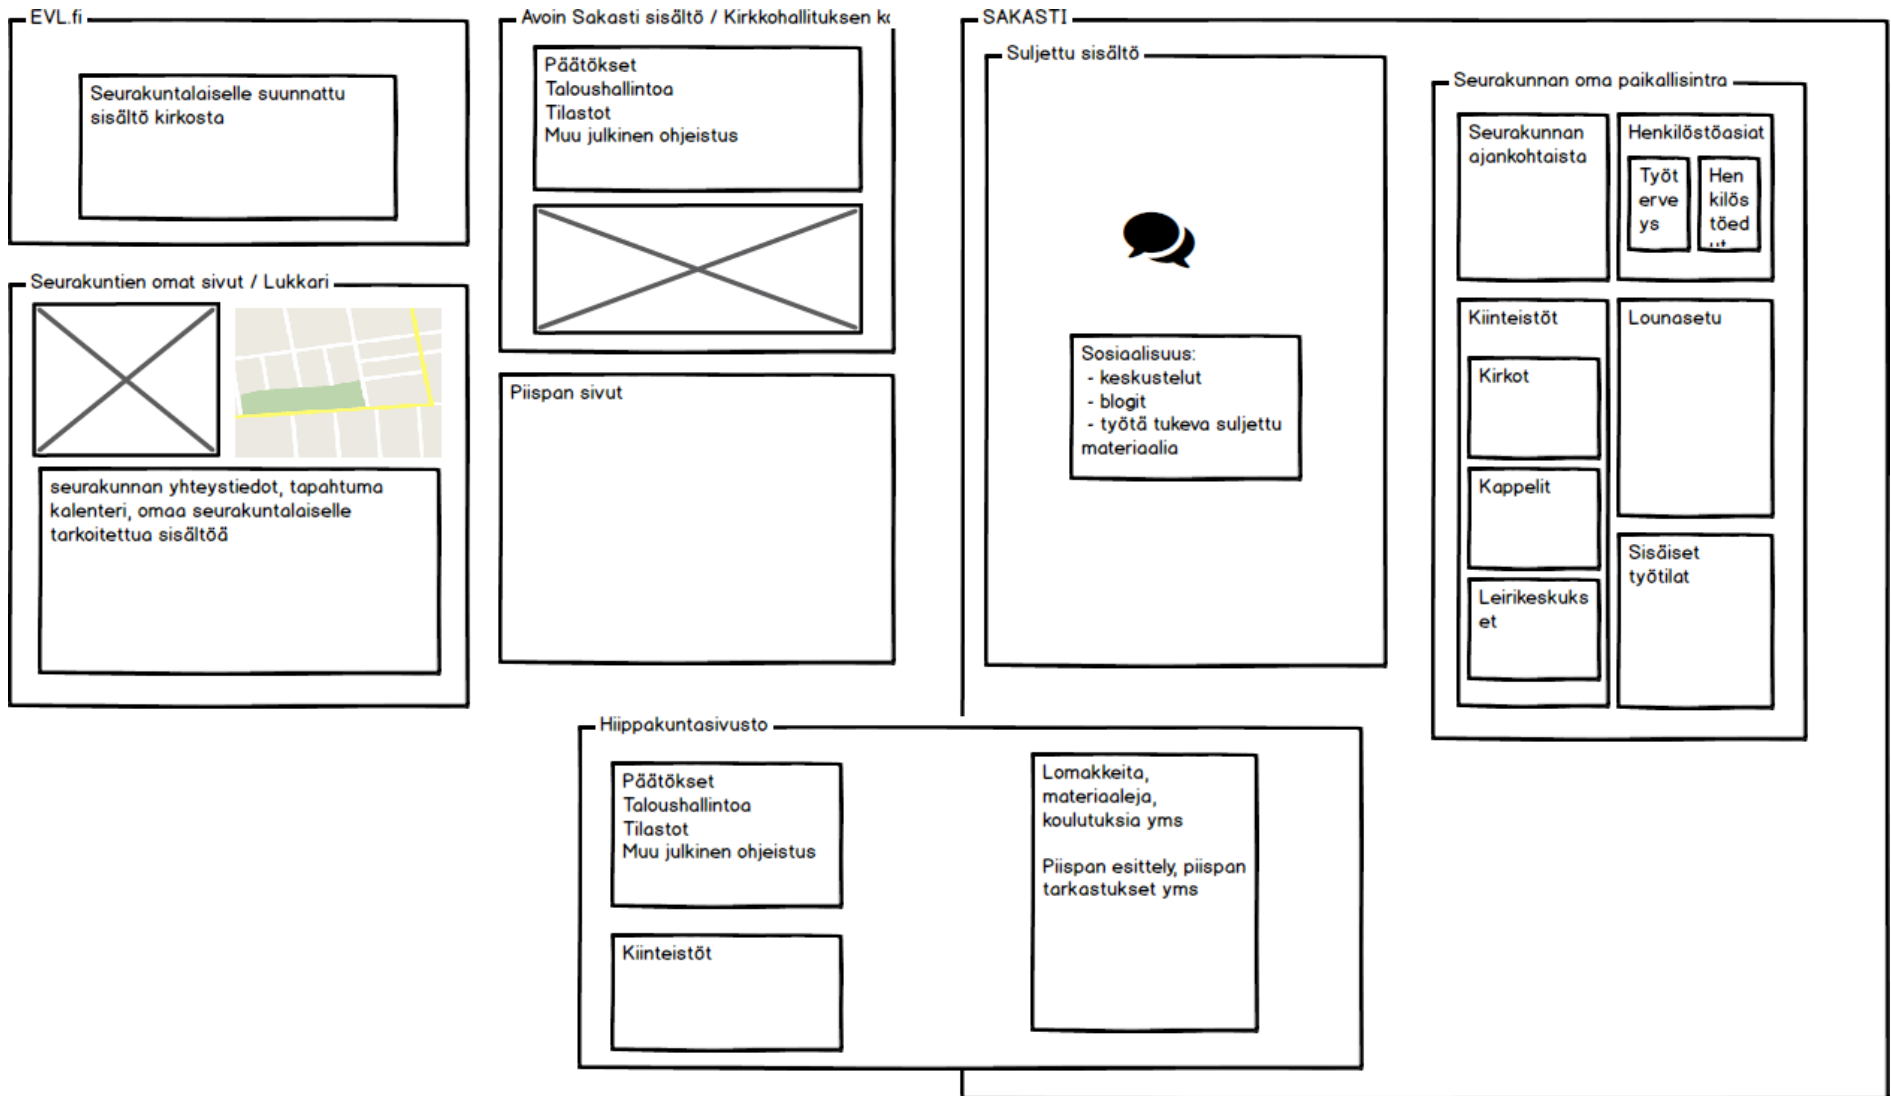 EVL.fi
Seurakuntalaiselle suunnattu
sisältö kirkosta
Seurakuntien omat sivut / Lukkari
seurakunnan yhteystiedot, tapahtuma
kalenteri, omaa seurakuntalaiselle
tarkoitettua sisältöä
Avoin Sakasti sisältö / Kirkkohallituksen
Päätökset
Taloushallintoa
Tilastot
Muu julkinen ohjeistus
Piispan sivut
SAKASTI
Suljettu sisältö
Sosiaalisuus:
- keskustelut
- blogit
- työtä tukeva suljettu
materiaalia
Seurakunnan oma paikallisintra
Seurakunnan
ajankohtaista
Henkilöstöasiat
Työt
erve
ys
Hen
kilös
töed
Kiinteistöt
Kirkot
Kappelit
Leirikeskuks
et
Lounasetu
Sisäiset
työtilat
Hiippakuntasivusto
Päätökset
Taloushallintoa
Tilastot
Muu julkinen ohjeistus
Kiinteistöt
Lomakkeita,
materiaaleja,
koulutuksia yms
Piispan esittely, piispan
tarkastukset yms